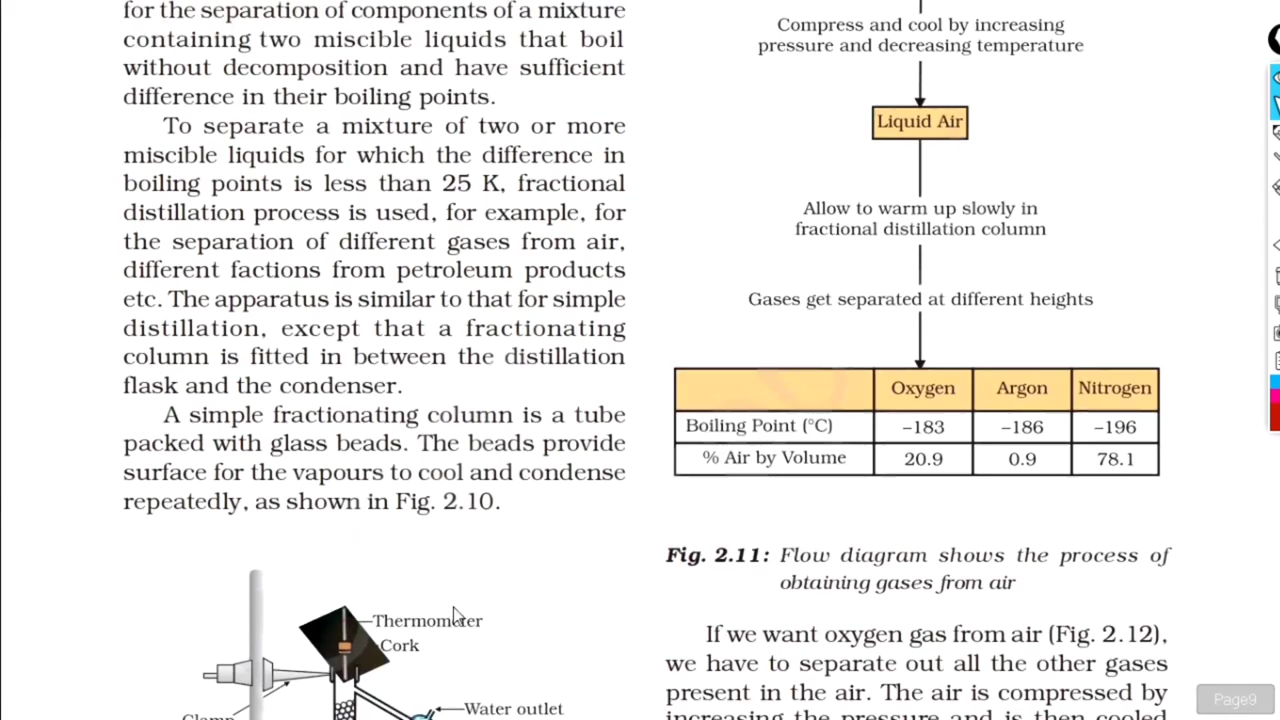 for the separation of components of a mixture
containing two miscible liquids that boil
without decomposition and have sufficient
difference in their boiling points.
To separate a mixture of two or more
miscible liquids for which the difference in
boiling points is less than 25 K, fractional
distillation process is used, for example, for
the separation of different gases from air,
different factions from petroleum products
etc. The apparatus is similar to that for simple
distillation, except that a fractionating
column is fitted in between the distillation
flask and the condenser.
A simple fractionating column is a tube
packed with glass beads. The beads provide
surface for the vapours to cool and condense
repeatedly, as shown in Fig. 2.10.
Thermometer
Cork
Clamp
Water outlet
Compress and cool by increasing
pressure and decreasing temperature
Liquid Air
Allow to warm up slowly in
fractional distillation column
Gases get separated at different heights
Oxygen Argon Nitrogen
Boiling Point (°C) –183 –186 –196
% Air by Volume 20.9 0.9 78.1
Fig. 2.11: Flow diagram shows the process of
obtaining gases from air
If we want oxygen gas from air (Fig. 2.12),
we have to separate out all the other gases
present in the air. The air is compressed by
increasing the pressure and is then cooled
Page9